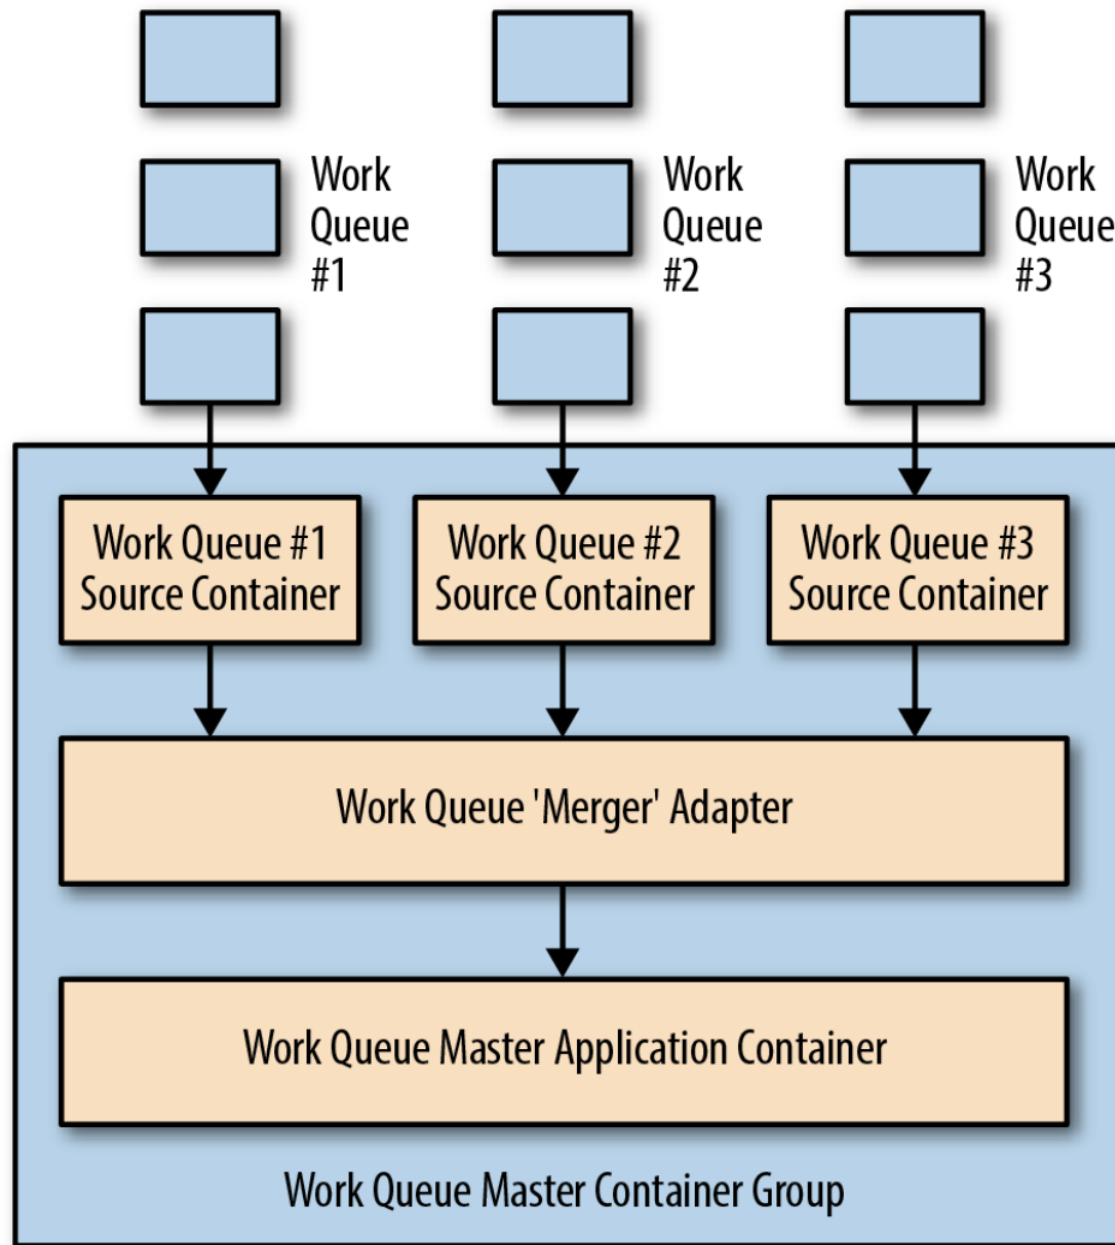 Work
Queue
#1
Work
Queue
#2
Work
Queue
#3
Work Queue #1
Source Container
Work Queue #2
Source Container
Work Queue #3
Source Container
Work Queue 'Merger' Adapter
Work Queue Master Application Container
Work Queue Master Container Group